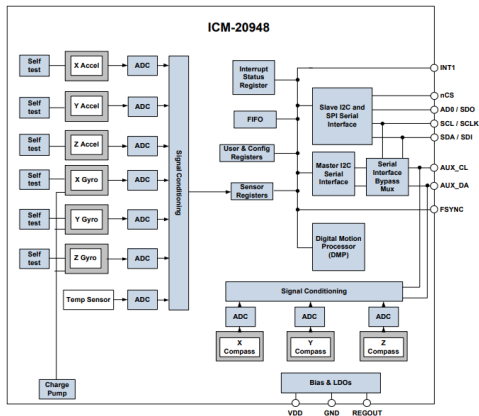 ICM-20948
Self
test
X Accel
ADC
Self
test
Y Accel
ADC
Self
test
Z Accel
ADC
Self
test
X Gyro
ADC
Self
test
Y Gyro
ADC
Self
test
Z Gyro
ADC
Temp Sensor
ADC
Charge
Pump
Signal Conditioning
Interrupt
Status
Register
FIFO
User & Config
Registers
Sensor
Registers
Slave I2C and
SPI Serial
Interface
Master I2C
Serial
Interface
Serial
Interface
Bypass
Mux
Digital Motion
Processor
(DMP)
INT1
nCS
AD0 / SDO
SCL / SCLK
SDA / SDI
AUX_CL
AUX_DA
FSYNC
Signal Conditioning
ADC
ADC
ADC
X
Compass
Y
Compass
Z
Compass
Bias & LDOs
VDD
GND
REGOUT